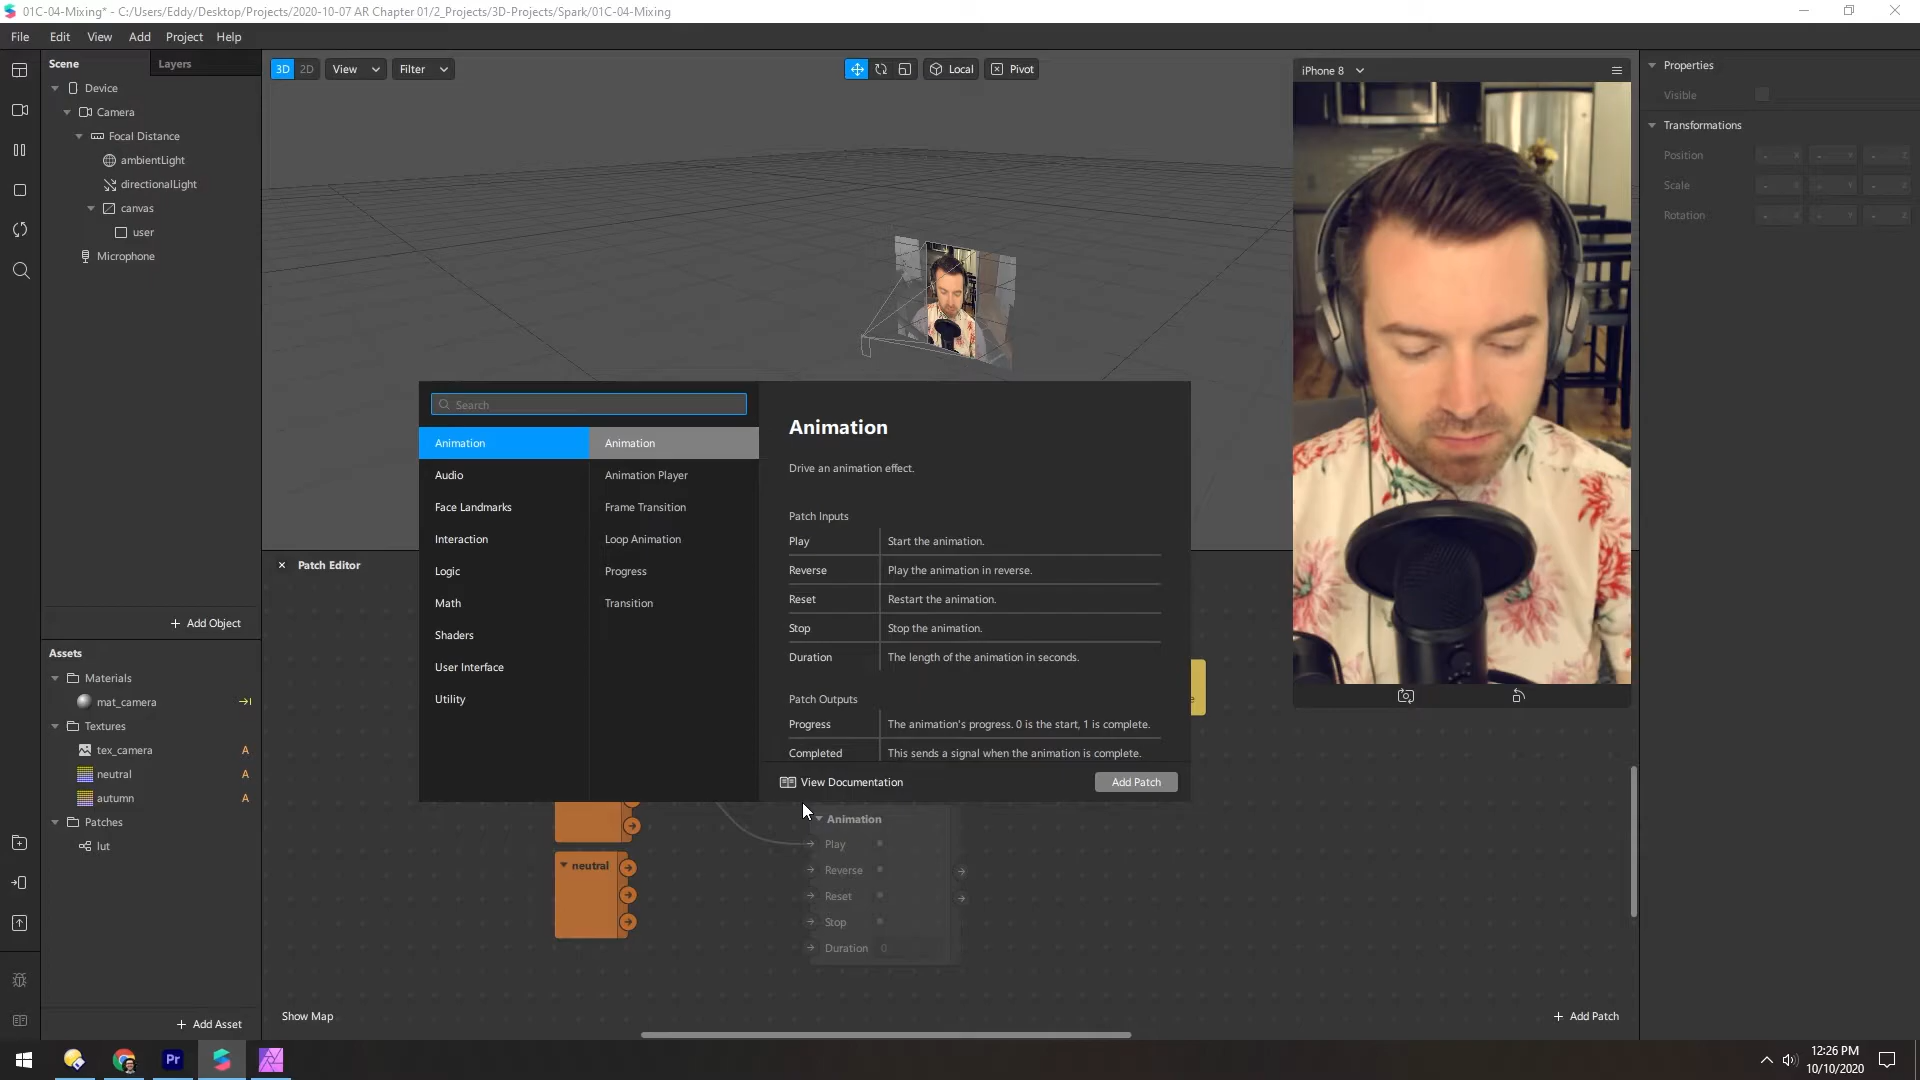 01C-04-Mixing* - C:/Users/Eddy/Desktop/Projects/2020-10-07 AR Chapter 01/2_Projects/3D-Projects/Spark/01C-04-Mixing
File Edit View Add Project Help
Scene Layers
Device
Camera
Focal Distance
ambientLight
directionalLight
canvas
user
Microphone
+ Add Object
Assets
Materials
mat_camera
Textures
tex_camera A
neutral A
autumn A
Patches
lut
+ Add Asset
3D 2D View Filter
Local Pivot
iPhone 8
Properties
Visible
Transformations
Position - X - Y - Z
Scale - X - Y - Z
Rotation - X - Y - Z
Search
Animation
Audio
Face Landmarks
Interaction
Logic
Math
Shaders
User Interface
Utility
Animation
Animation Player
Frame Transition
Loop Animation
Progress
Transition
Animation
Drive an animation effect.
Patch Inputs
Play Start the animation.
Reverse Play the animation in reverse.
Reset Restart the animation.
Stop Stop the animation.
Duration The length of the animation in seconds.
Patch Outputs
Progress The animation's progress. 0 is the start, 1 is complete.
Completed This sends a signal when the animation is complete.
View Documentation Add Patch
Patch Editor
neutral
Animation
Play
Reverse
Reset
Stop
Duration 0
Show Map
+ Add Patch
Pr
12:26 PM
10/10/2020